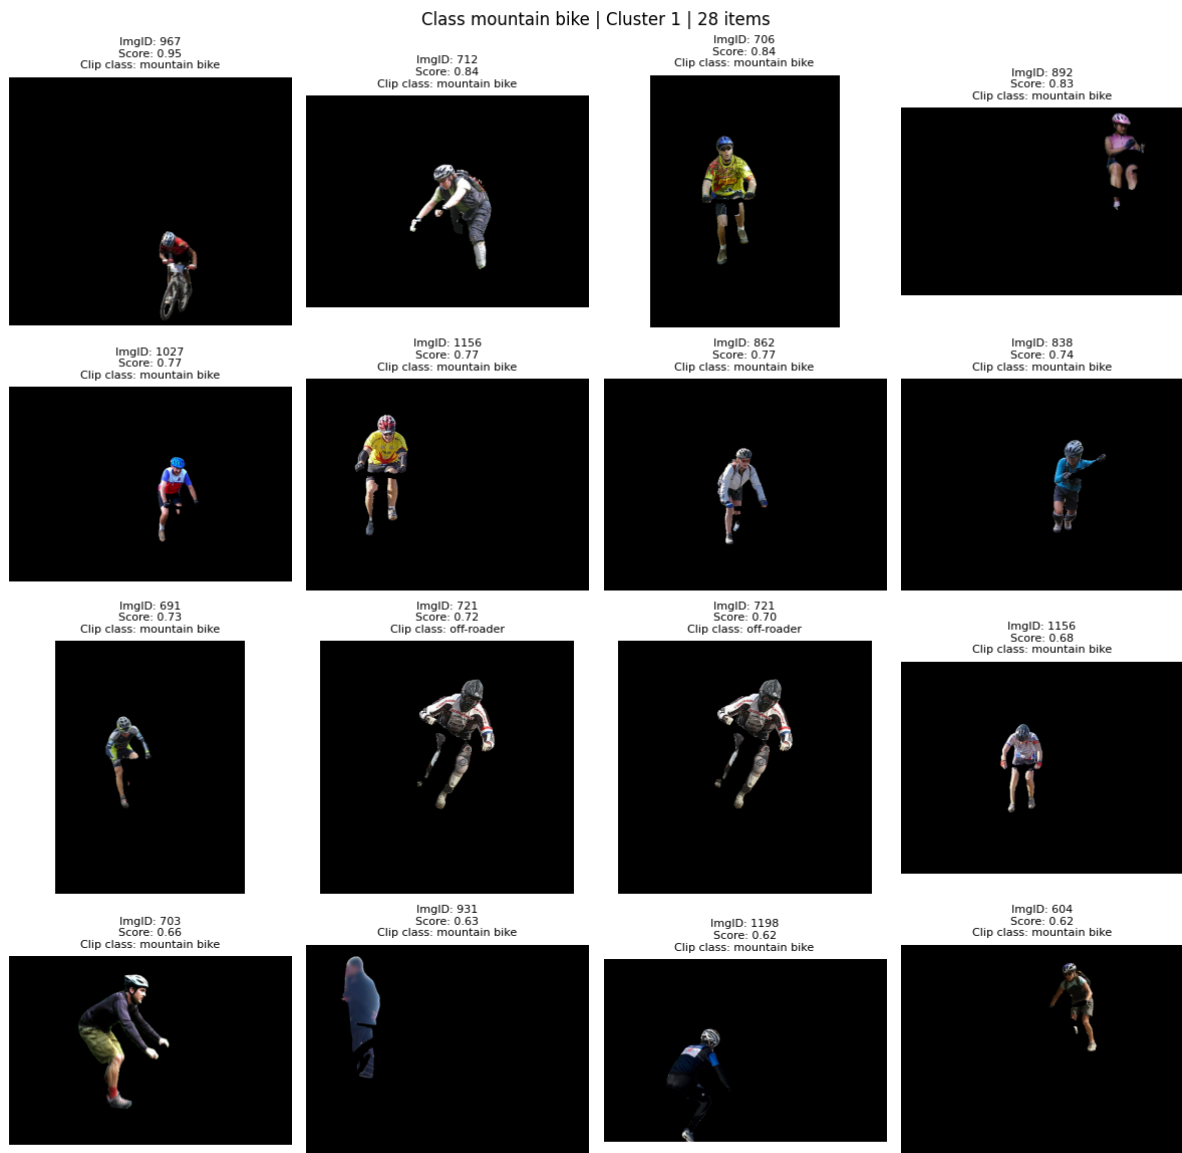 Class mountain bike | Cluster 1 | 28 items
ImgID: 967
Score: 0.95
Clip class: mountain bike
ImgID: 712
Score: 0.84
Clip class: mountain bike
ImgID: 706
Score: 0.84
Clip class: mountain bike
ImgID: 892
Score: 0.83
Clip class: mountain bike
ImgID: 1027
Score: 0.77
Clip class: mountain bike
ImgID: 1156
Score: 0.77
Clip class: mountain bike
ImgID: 862
Score: 0.77
Clip class: mountain bike
ImgID: 838
Score: 0.74
Clip class: mountain bike
ImgID: 691
Score: 0.73
Clip class: mountain bike
ImgID: 721
Score: 0.72
Clip class: off-roader
ImgID: 721
Score: 0.70
Clip class: off-roader
ImgID: 1156
Score: 0.68
Clip class: mountain bike
ImgID: 703
Score: 0.66
Clip class: mountain bike
ImgID: 931
Score: 0.63
Clip class: mountain bike
ImgID: 1198
Score: 0.62
Clip class: mountain bike
ImgID: 604
Score: 0.62
Clip class: mountain bike